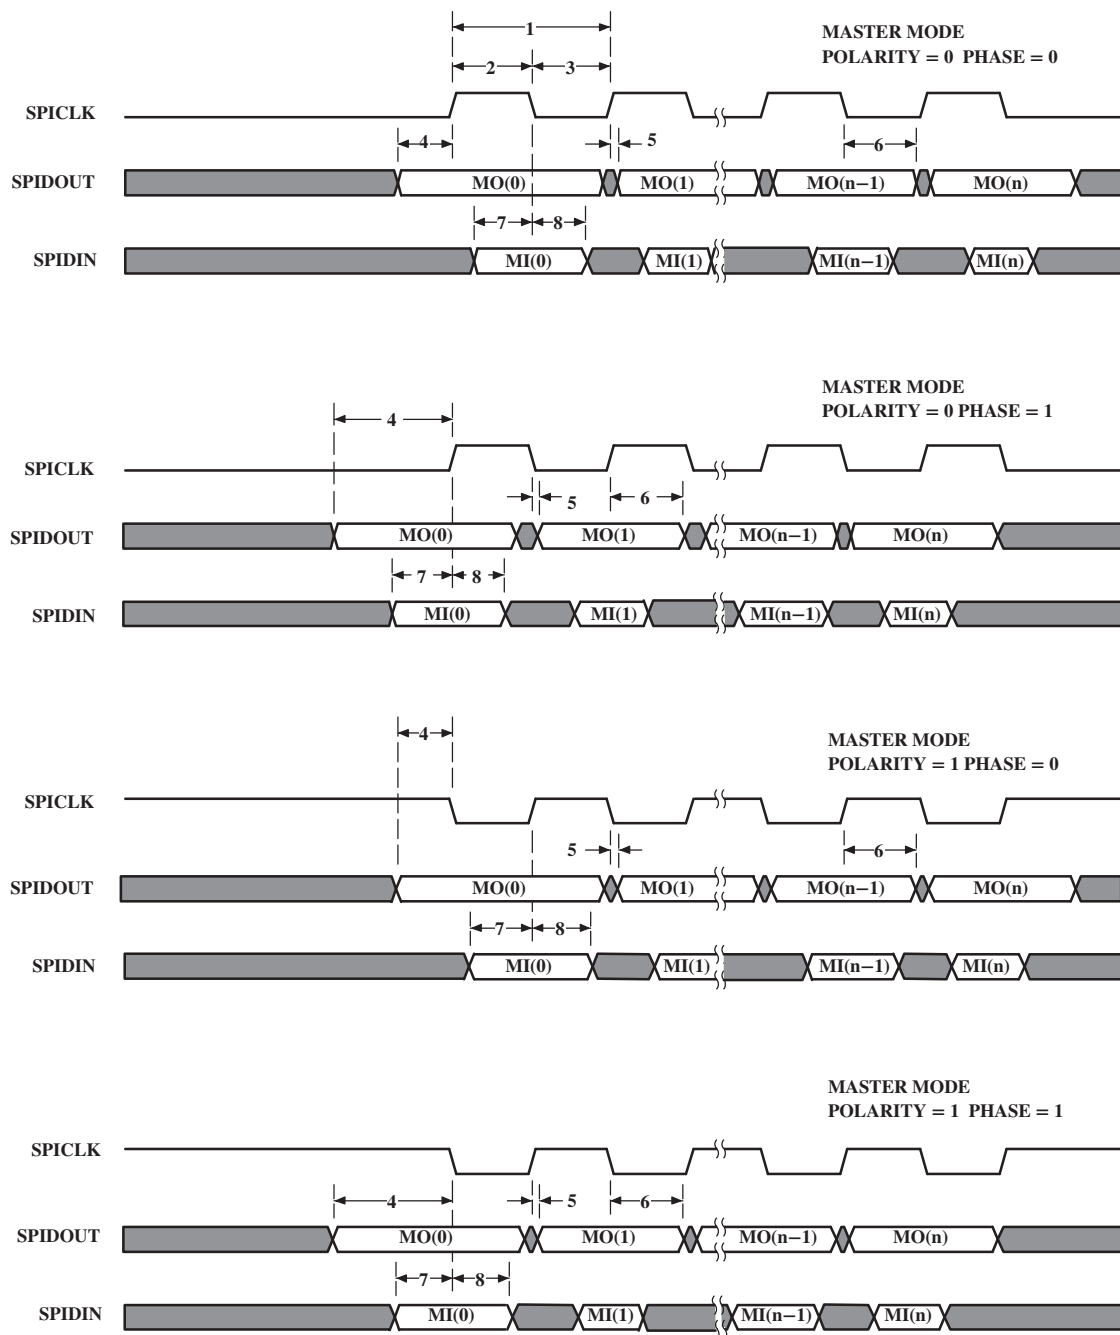 1
MASTER MODE
POLARITY = 0 PHASE = 0
2 3
SPICLK
4 5 6
SPIDOUT MO(0) MO(1) MO(n−1) MO(n)
7 8
SPIDIN MI(0) MI(1) MI(n−1) MI(n)
MASTER MODE
POLARITY = 0 PHASE = 1
4
SPICLK
5 6
SPIDOUT MO(0) MO(1) MO(n−1) MO(n)
7 8
SPIDIN MI(0) MI(1) MI(n−1) MI(n)
4
MASTER MODE
POLARITY = 1 PHASE = 0
SPICLK
5 6
SPIDOUT MO(0) MO(1) MO(n−1) MO(n)
7 8
SPIDIN MI(0) MI(1) MI(n−1) MI(n)
MASTER MODE
POLARITY = 1 PHASE = 1
SPICLK
4 5 6
SPIDOUT MO(0) MO(1) MO(n−1) MO(n)
7 8
SPIDIN MI(0) MI(1) MI(n−1) MI(n)